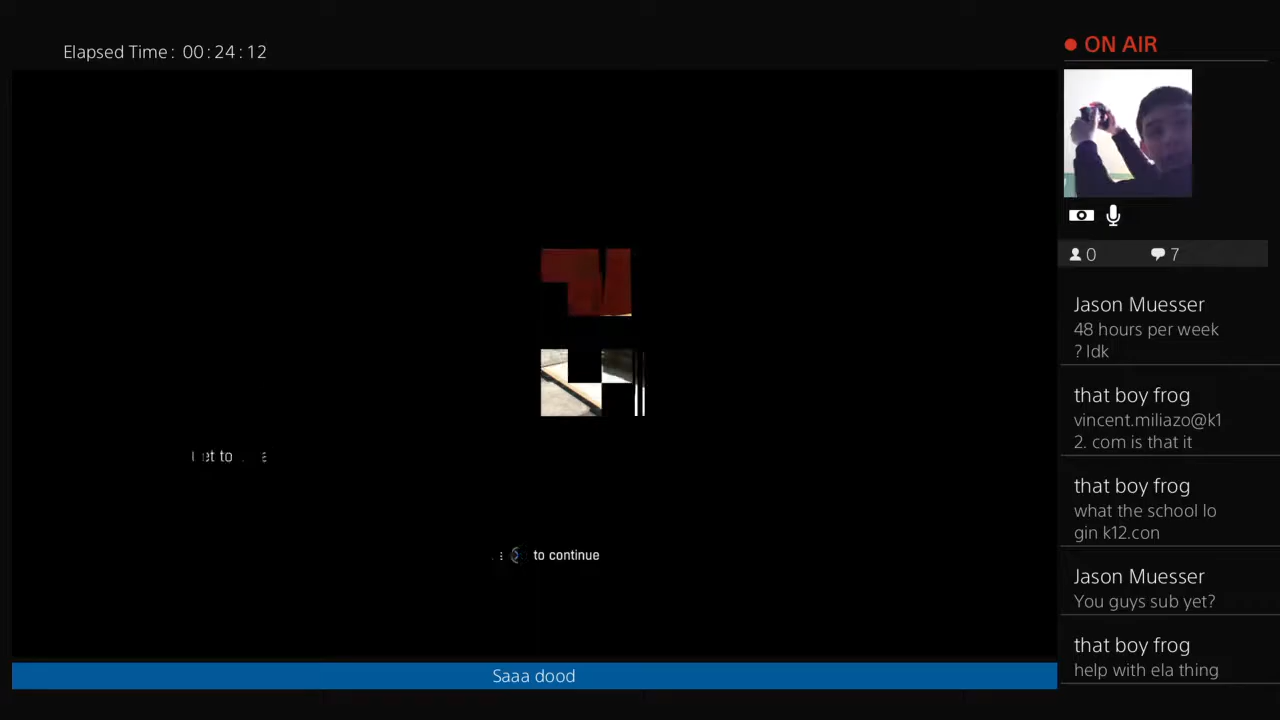 Elapsed Time: 00:24:12
ON AIR
0
7
Jason Muesser
48 hours per week
? Idk
that boy frog
vincent.miliazo@k1
2. com is that it
that boy frog
what the school lo
gin k12.con
Jason Muesser
You guys sub yet?
that boy frog
help with ela thing
to
to continue
Saaa dood